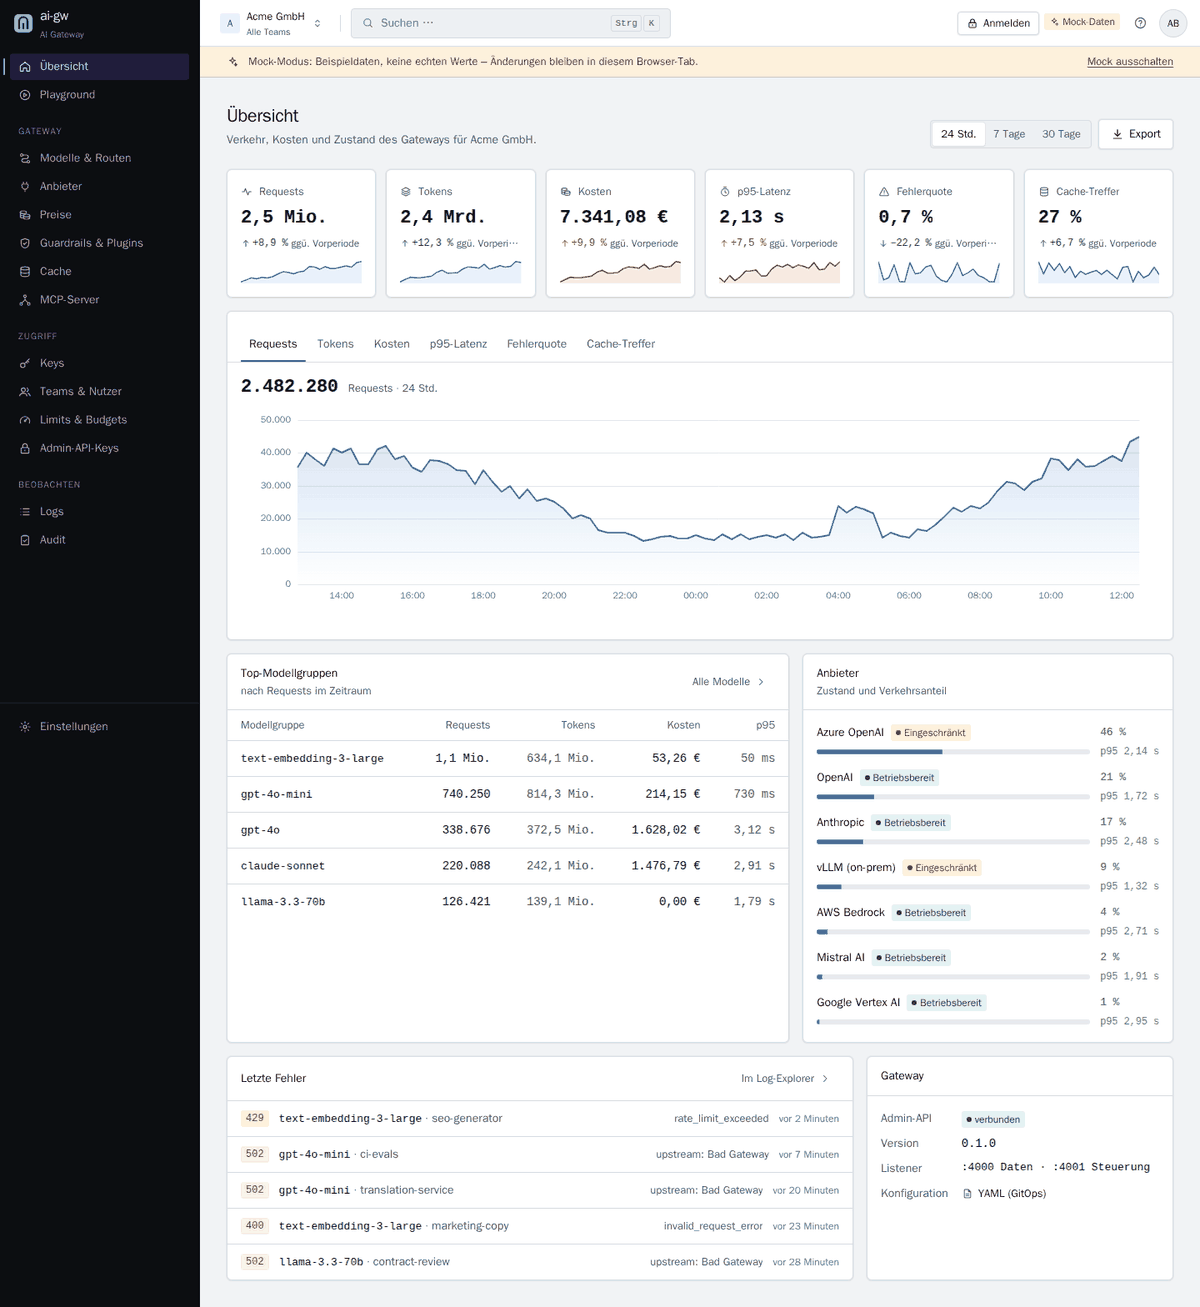 ai-gw
AI Gateway
Übersicht
Playground
GATEWAY
Modelle & Routen
Anbieter
Preise
Guardrails & Plugins
Cache
MCP-Server
ZUGRIFF
Keys
Teams & Nutzer
Limits & Budgets
Admin-API-Keys
BEOBACHTEN
Logs
Audit
Einstellungen
A Acme GmbH
Alle Teams
Suchen ··· Strg K
Anmelden
Mock-Daten
AB
Mock-Modus: Beispieldaten, keine echten Werte – Änderungen bleiben in diesem Browser-Tab. Mock ausschalten
Übersicht
Verkehr, Kosten und Zustand des Gateways für Acme GmbH.
24 Std. 7 Tage 30 Tage Export
Requests
2,5 Mio.
↑ +8,9 % ggü. Vorperiode
Tokens
2,4 Mrd.
↑ +12,3 % ggü. Vorperi···
Kosten
7.341,08 €
↑ +9,9 % ggü. Vorperiode
p95-Latenz
2,13 s
↑ +7,5 % ggü. Vorperiode
Fehlerquote
0,7 %
↓ −22,2 % ggü. Vorperi···
Cache-Treffer
27 %
↑ +6,7 % ggü. Vorperiode
Requests Tokens Kosten p95-Latenz Fehlerquote Cache-Treffer
2.482.280 Requests · 24 Std.
50.000
40.000
30.000
20.000
10.000
0
14:00 16:00 18:00 20:00 22:00 00:00 02:00 04:00 06:00 08:00 10:00 12:00
Top-Modellgruppen
nach Requests im Zeitraum
Alle Modelle
Modellgruppe Requests Tokens Kosten p95
text-embedding-3-large 1,1 Mio. 634,1 Mio. 53,26 € 50 ms
gpt-4o-mini 740.250 814,3 Mio. 214,15 € 730 ms
gpt-4o 338.676 372,5 Mio. 1.628,02 € 3,12 s
claude-sonnet 220.088 242,1 Mio. 1.476,79 € 2,91 s
llama-3.3-70b 126.421 139,1 Mio. 0,00 € 1,79 s
Anbieter
Zustand und Verkehrsanteil
Azure OpenAI Eingeschränkt 46 %
p95 2,14 s
OpenAI Betriebsbereit 21 %
p95 1,72 s
Anthropic Betriebsbereit 17 %
p95 2,48 s
vLLM (on-prem) Eingeschränkt 9 %
p95 1,32 s
AWS Bedrock Betriebsbereit 4 %
p95 2,71 s
Mistral AI Betriebsbereit 2 %
p95 1,91 s
Google Vertex AI Betriebsbereit 1 %
p95 2,95 s
Letzte Fehler Im Log-Explorer
429 text-embedding-3-large · seo-generator rate_limit_exceeded vor 2 Minuten
502 gpt-4o-mini · ci-evals upstream: Bad Gateway vor 7 Minuten
502 gpt-4o-mini · translation-service upstream: Bad Gateway vor 20 Minuten
400 text-embedding-3-large · marketing-copy invalid_request_error vor 23 Minuten
502 llama-3.3-70b · contract-review upstream: Bad Gateway vor 28 Minuten
Gateway
Admin-API verbunden
Version 0.1.0
Listener :4000 Daten · :4001 Steuerung
Konfiguration YAML (GitOps)